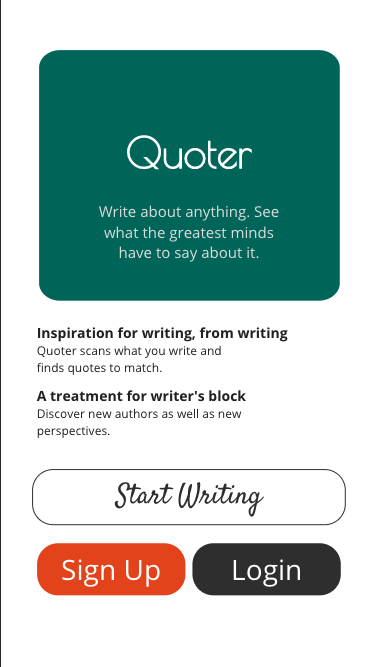 Quoter
Write about anything. See
what the greatest minds
have to say about it.
Inspiration for writing, from writing
Quoter scans what you write and
finds quotes to match.
A treatment for writer's block
Discover new authors as well as new
perspectives.
Start Writing
Sign Up
Login